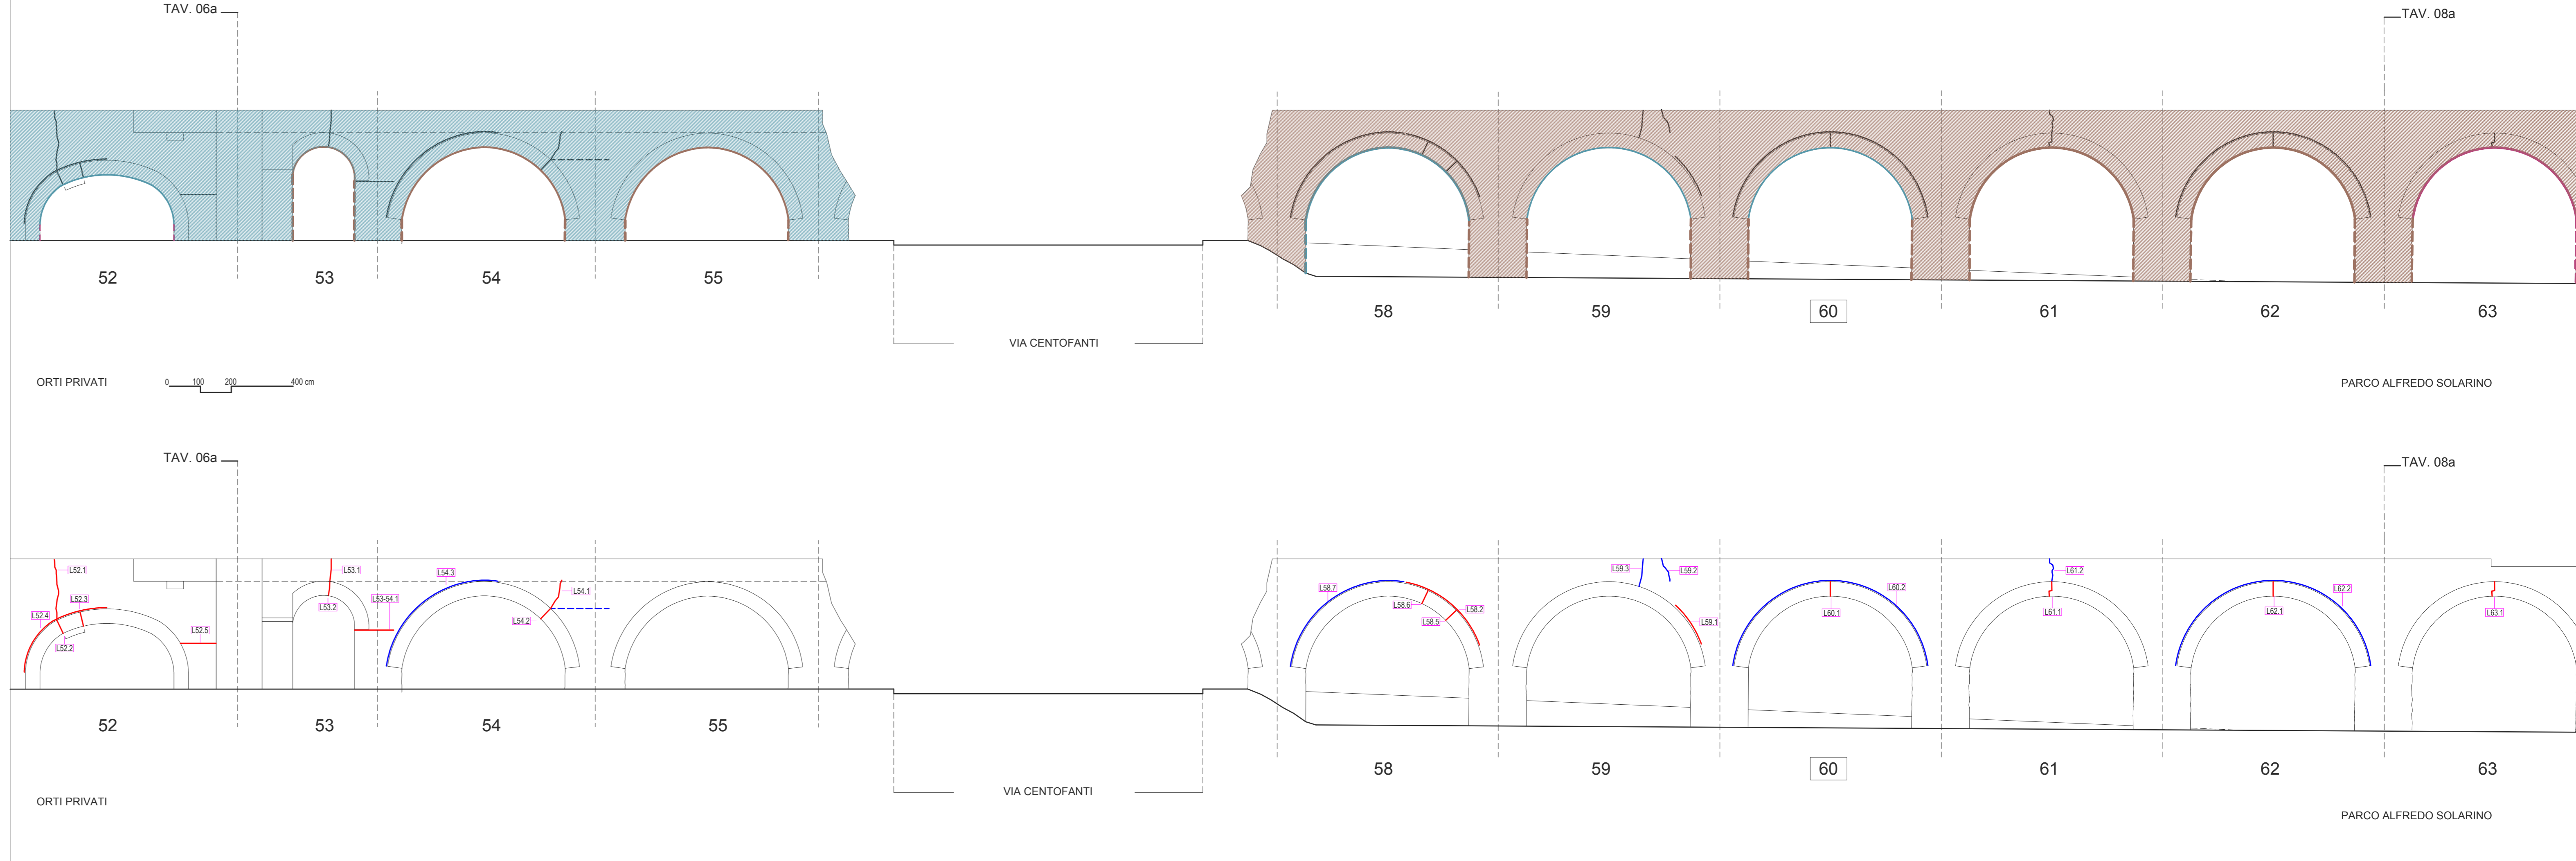 TAV. 06a
TAV. 08a
52
53
54
55
58
59
60
61
62
63
VIA CENTOFANTI
ORTI PRIVATI
0 100 200 400 cm
PARCO ALFREDO SOLARINO
TAV. 06a
TAV. 08a
L52.1
L53.1
L54.3
L54.1
L59.3
L59.2
L61.2
L52.3
L53-54.1
L52.4
L53.2
L58.7
L58.6
L58.2
L60.2
L62.2
L60.1
L61.1
L62.1
L63.1
L54.2
L58.5
L59.1
L52.5
L52.2
52
53
54
55
58
59
60
61
62
63
VIA CENTOFANTI
ORTI PRIVATI
PARCO ALFREDO SOLARINO